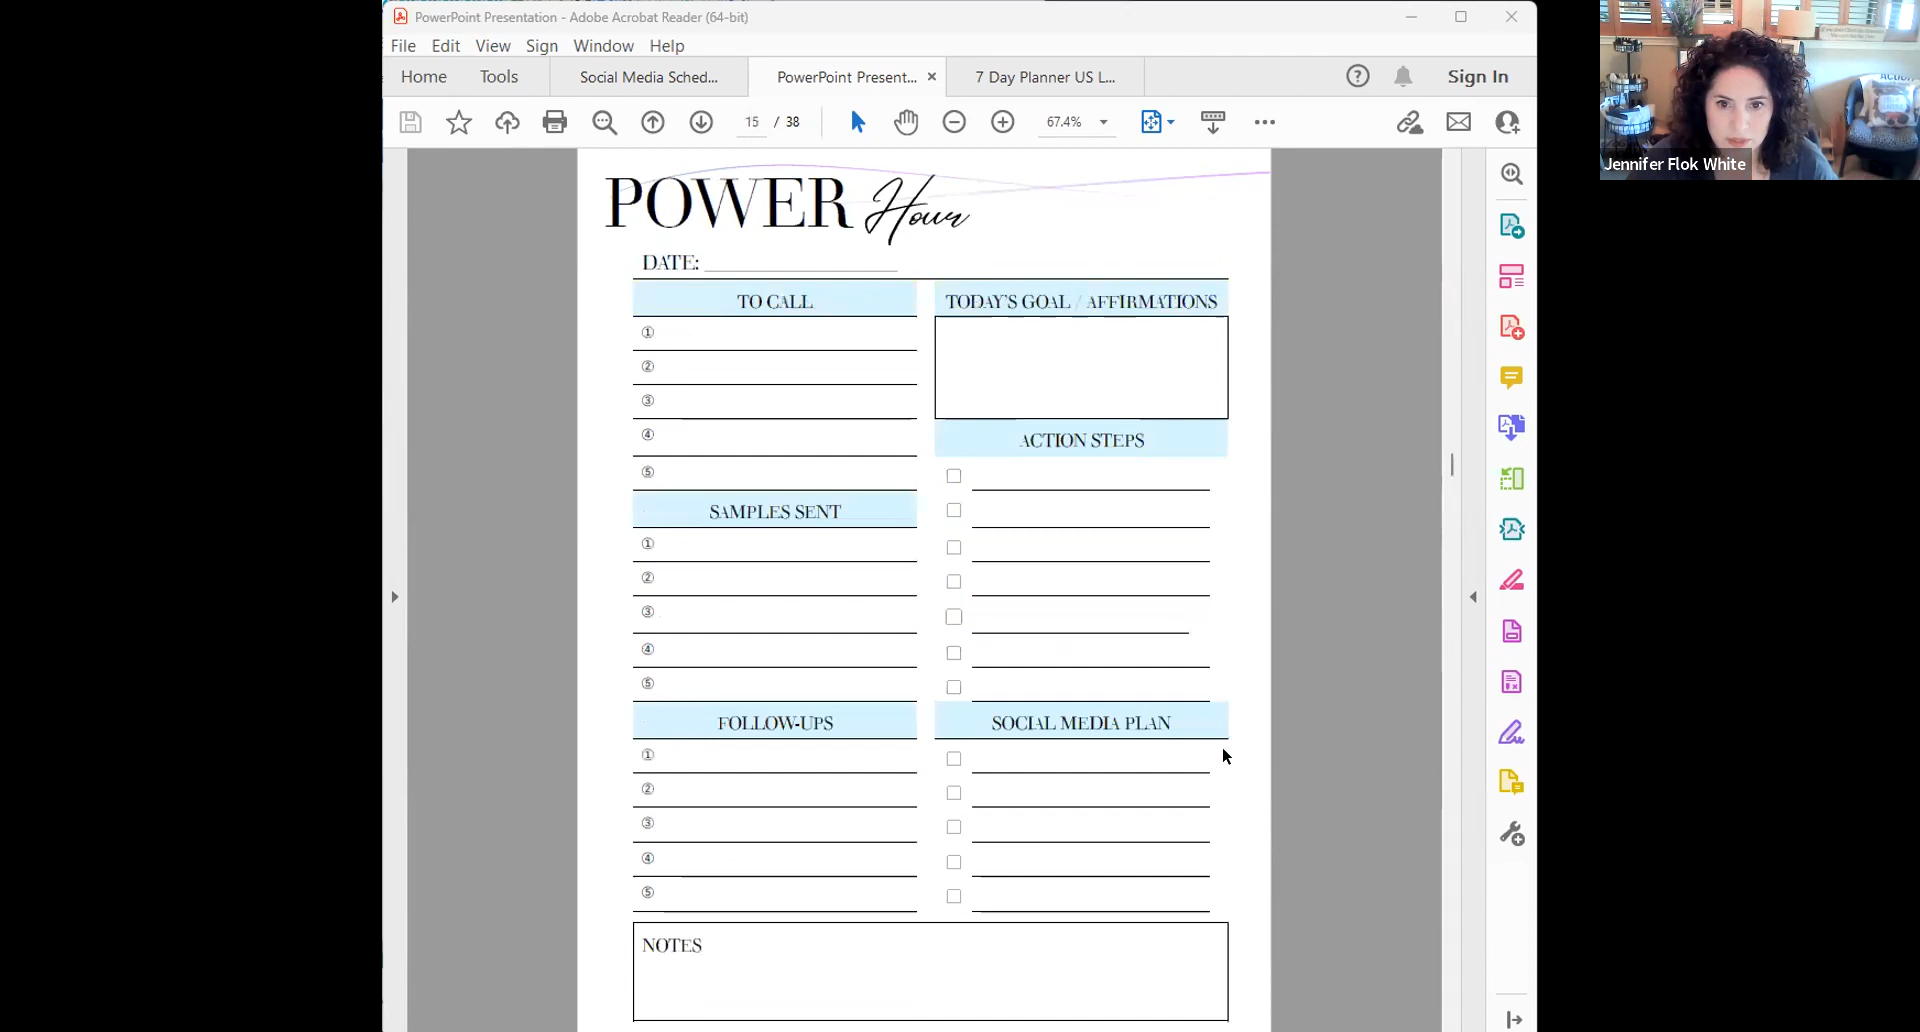 PowerPoint Presentation - Adobe Acrobat Reader (64-bit)
File Edit View Sign Window Help
Home Tools Social Media Sched... PowerPoint Present... × 7 Day Planner US L... Sign In
15 / 38 67.4%
Jennifer Flok White
POWER Hour
DATE:
TO CALL
①
②
③
④
⑤
SAMPLES SENT
①
②
③
④
⑤
FOLLOW-UPS
①
②
③
④
⑤
TODAY'S GOAL / AFFIRMATIONS
ACTION STEPS
SOCIAL MEDIA PLAN
NOTES